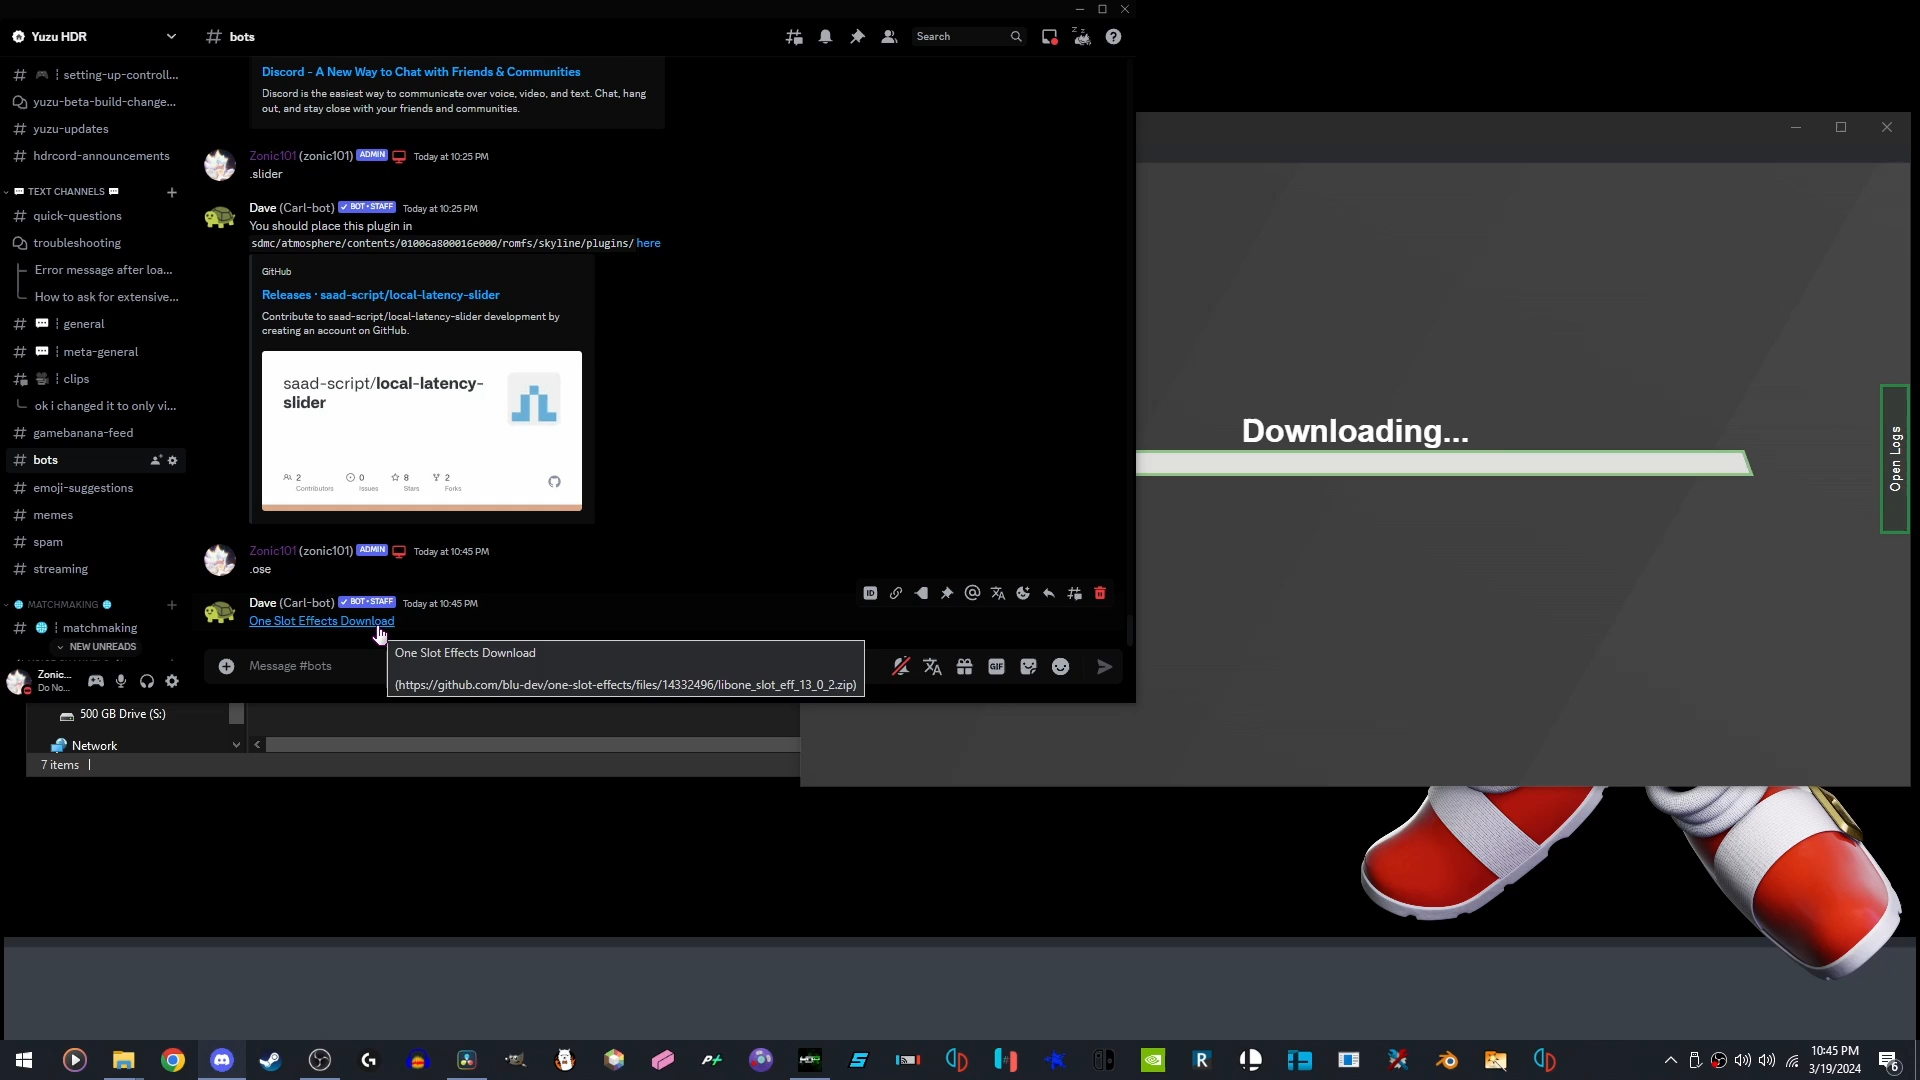 Yuzu HDR
bots
Search
setting-up-controll...
yuzu-beta-build-change...
yuzu-updates
hdrcord-announcements
TEXT CHANNELS
quick-questions
troubleshooting
Error message after loa...
How to ask for extensive...
general
meta-general
clips
ok i changed it to only vi...
gamebanana-feed
bots
emoji-suggestions
memes
spam
streaming
MATCHMAKING
matchmaking
NEW UNREADS
Zonic...
Do No...
Discord - A New Way to Chat with Friends & Communities
Discord is the easiest way to communicate over voice, video, and text. Chat, hang
out, and stay close with your friends and communities.
Zonic101 (zonic101) ADMIN Today at 10:25 PM
.slider
Dave (Carl-bot) ✓ BOT • STAFF Today at 10:25 PM
You should place this plugin in
sdmc/atmosphere/contents/01006a800016e000/romfs/skyline/plugins/ here
GitHub
Releases · saad-script/local-latency-slider
Contribute to saad-script/local-latency-slider development by
creating an account on GitHub.
saad-script/local-latency-
slider
2 Contributors
0 Issues
8 Stars
2 Forks
Zonic101 (zonic101) ADMIN Today at 10:45 PM
.ose
Dave (Carl-bot) ✓ BOT • STAFF Today at 10:45 PM
One Slot Effects Download
ID
Message #bots
GIF
One Slot Effects Download
(https://github.com/blu-dev/one-slot-effects/files/14332496/libone_slot_eff_13_0_2.zip)
500 GB Drive (S:)
Network
7 items
Downloading...
Open Logs
10:45 PM
3/19/2024
6